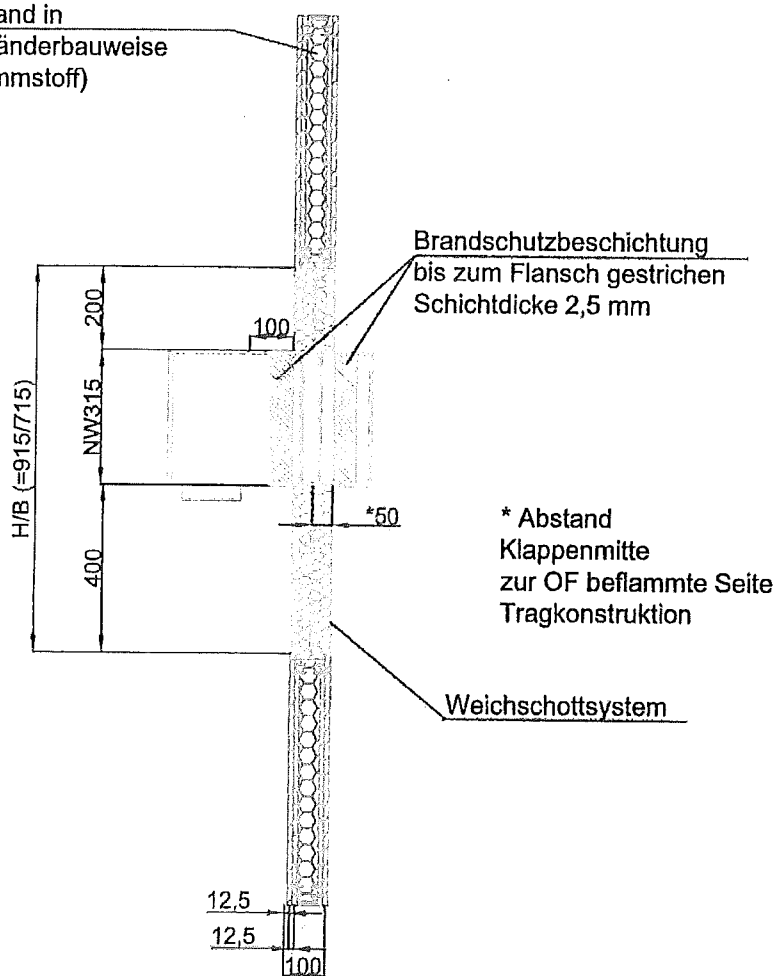 and in
änderbauweise
mmstoff)
Brandschutzbeschichtung
bis zum Flansch gestrichen
Schichtdicke 2,5 mm
200
100
H/B (=915/715)
NW315
*50
400
* Abstand
Klappenmitte
zur OF beflammte Seite
Tragkonstruktion
Weichschottsystem
12,5
12,5
100